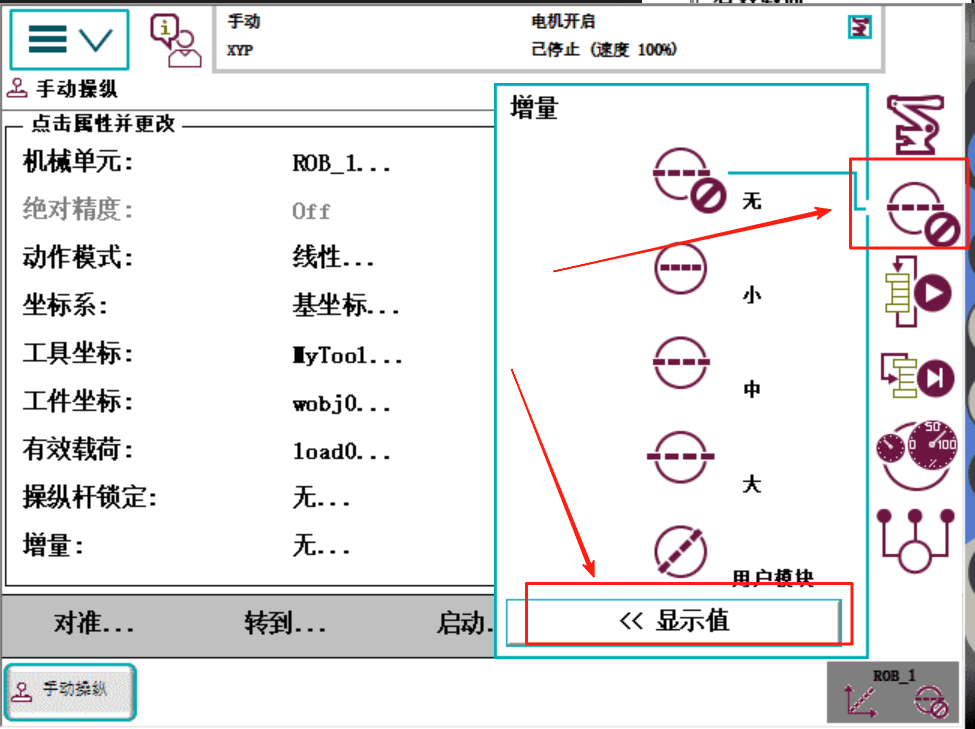 手动
XYP
电机开启
已停止 (速度 100%)
手动操纵
点击属性并更改
机械单元: ROB_1...
绝对精度: Off
动作模式: 线性...
坐标系: 基坐标...
工具坐标: MyTool...
工件坐标: wobj0...
有效载荷: load0...
操纵杆锁定: 无...
增量: 无...
对准... 转到... 启动.
增量
无
小
中
大
用户模块
<< 显示值
50
0 100
%
手动操纵
ROB_1